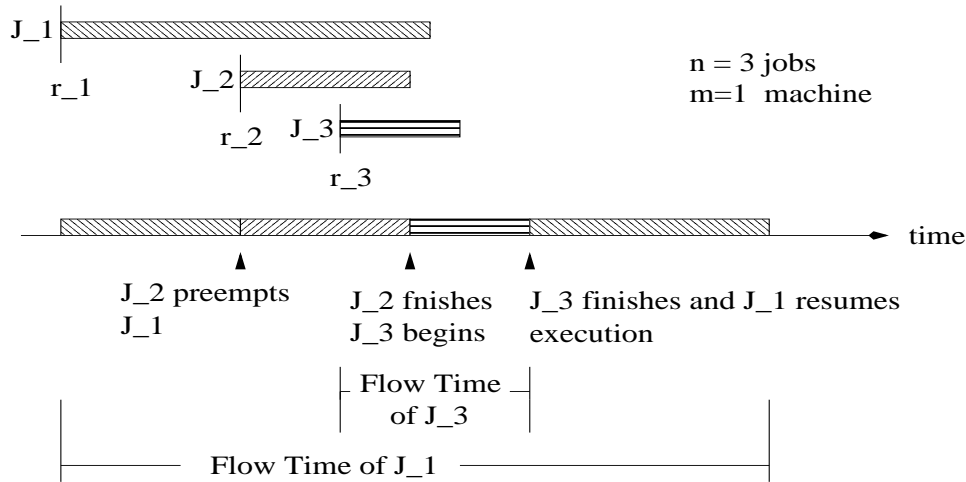 J_1
r_1
J_2
r_2
J_3
r_3
n = 3 jobs
m=1 machine
time
J_2 preempts
J_1
J_2 fnishes
J_3 begins
J_3 finishes and J_1 resumes
execution
Flow Time
of J_3
Flow Time of J_1